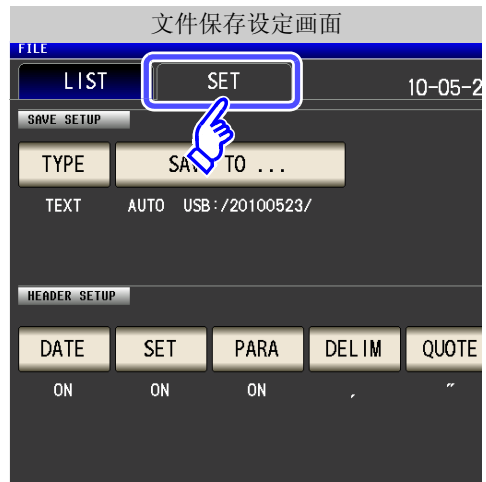 文件保存设定画面
FILE
LIST SET 10-05-2
SAVE SETUP
TYPE TO ...
TEXT AUTO USB:/20100523/
HEADER SETUP
DATE SET PARA DELIM QUOTE
ON ON ON , "